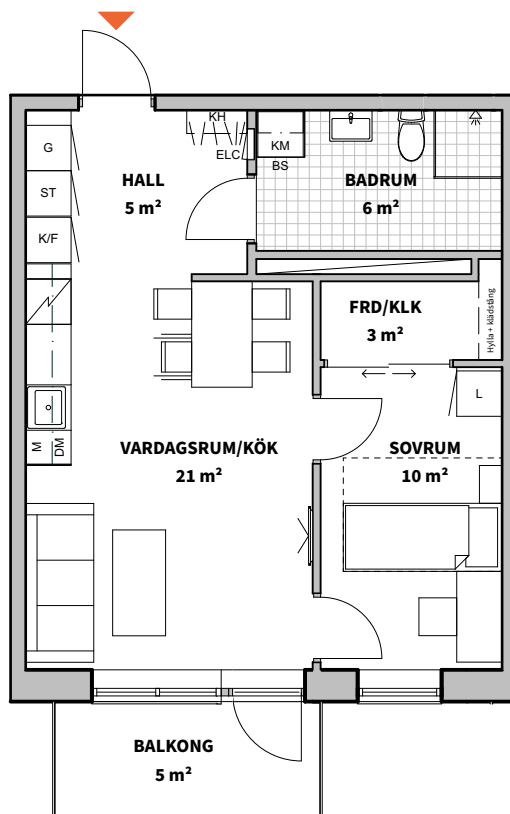 KH
G
KM
ELC
BS
HALL
5 m²
BADRUM
6 m²
ST
K/F
FRD/KLK
3 m²
Hylla + klädstång
L
M
DM
VARDAGSRUM/KÖK
21 m²
SOVRUM
10 m²
BALKONG
5 m²